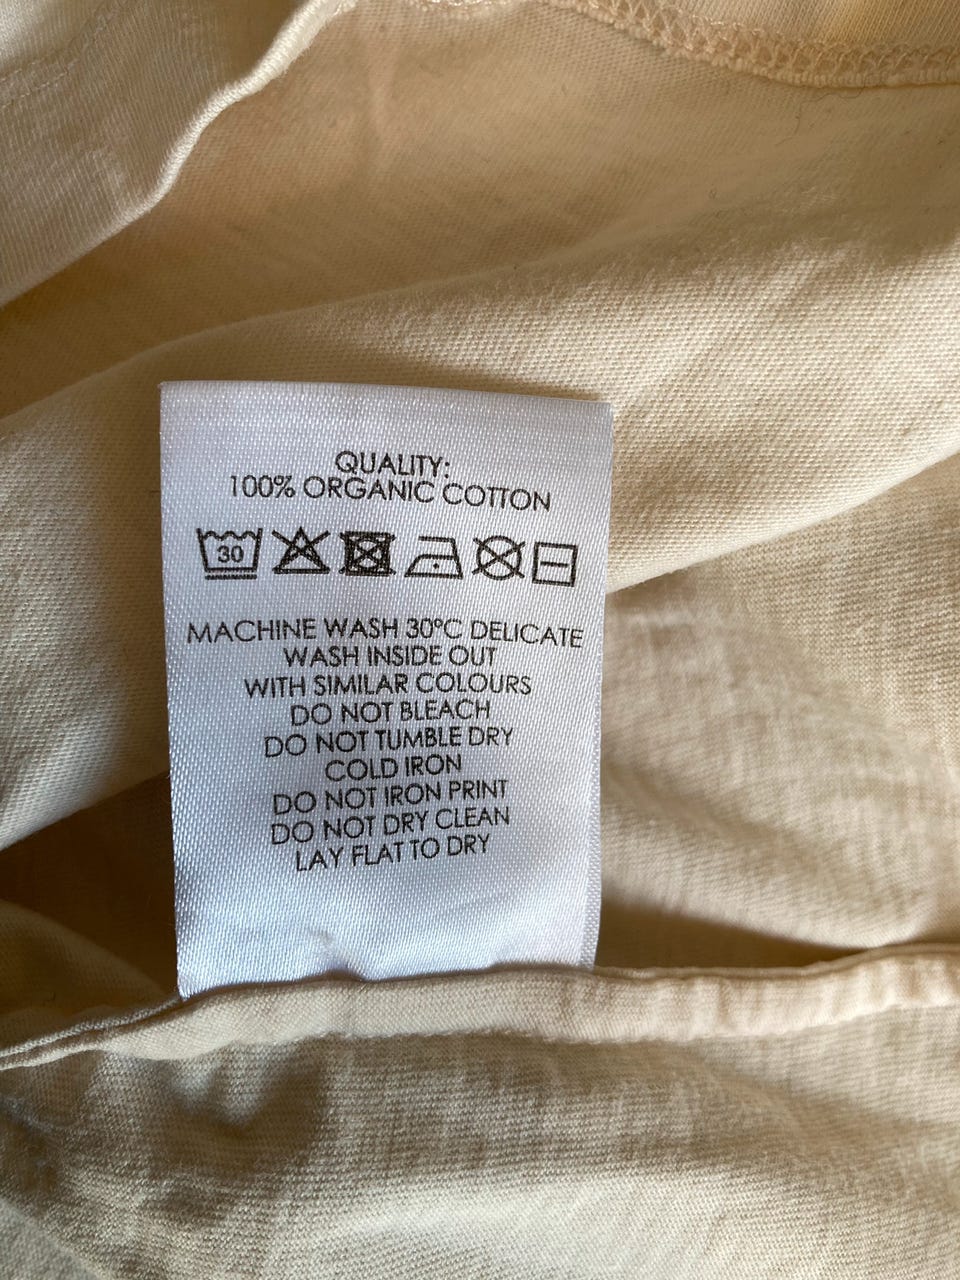 QUALITY:
100% ORGANIC COTTON
30
MACHINE WASH 30°C DELICATE
WASH INSIDE OUT
WITH SIMILAR COLOURS
DO NOT BLEACH
DO NOT TUMBLE DRY
COLD IRON
DO NOT IRON PRINT
DO NOT DRY CLEAN
LAY FLAT TO DRY